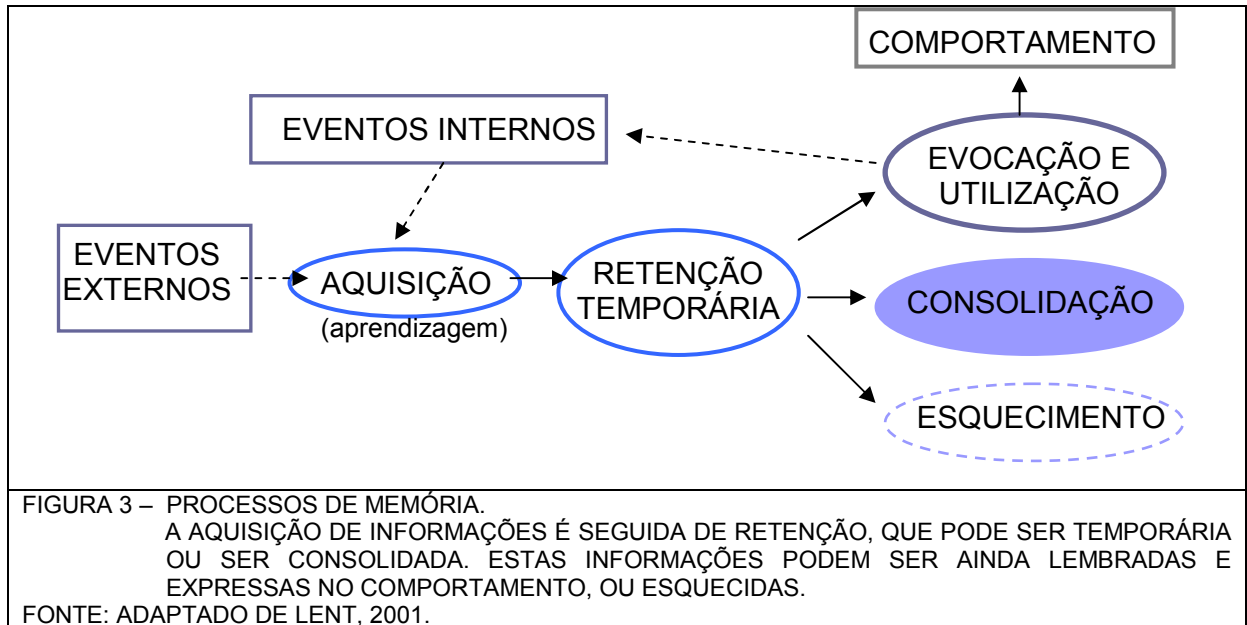 COMPORTAMENTO
EVENTOS INTERNOS
EVOCAÇÃO E
UTILIZAÇÃO
EVENTOS
EXTERNOS
AQUISIÇÃO
(aprendizagem)
RETENÇÃO
TEMPORÁRIA
CONSOLIDAÇÃO
ESQUECIMENTO
FIGURA 3 – PROCESSOS DE MEMÓRIA.
A AQUISIÇÃO DE INFORMAÇÕES É SEGUIDA DE RETENÇÃO, QUE PODE SER TEMPORÁRIA
OU SER CONSOLIDADA. ESTAS INFORMAÇÕES PODEM SER AINDA LEMBRADAS E
EXPRESSAS NO COMPORTAMENTO, OU ESQUECIDAS.
FONTE: ADAPTADO DE LENT, 2001.